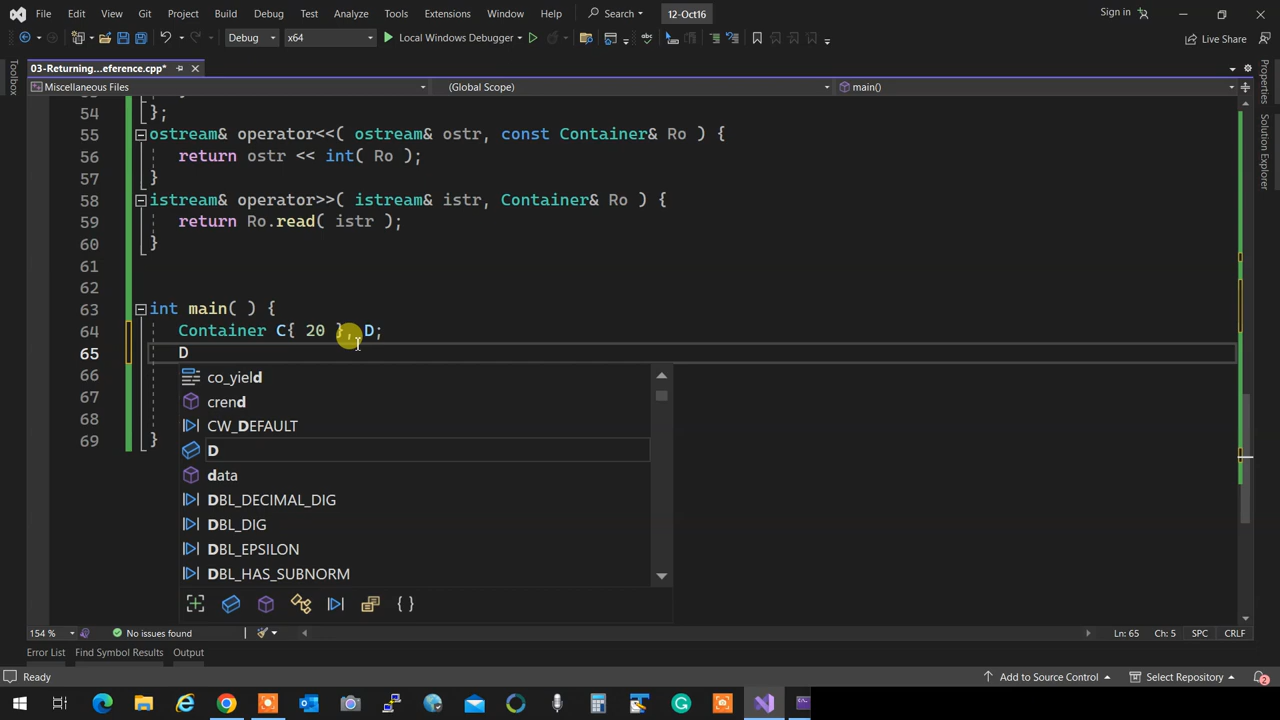 File Edit View Git Project Build Debug Test Analyze Tools Extensions Window Help Search 12-Oct16 Sign in
Debug x64 Local Windows Debugger Live Share
03-Returning...eference.cpp*
Miscellaneous Files (Global Scope) main()
Toolbox
Properties
Solution Explorer
54 };
55 ostream& operator<<( ostream& ostr, const Container& Ro ) {
56 return ostr << int( Ro );
57 }
58 istream& operator>>( istream& istr, Container& Ro ) {
59 return Ro.read( istr );
60 }
61
62
63 int main( ) {
64 Container C{ 20 }, D;
65 D
66 co_yield
67 crend
68 CW_DEFAULT
69 } D
data
DBL_DECIMAL_DIG
DBL_DIG
DBL_EPSILON
DBL_HAS_SUBNORM
{ }
154 % No issues found Ln: 65 Ch: 5 SPC CRLF
Error List Find Symbol Results Output
Ready Add to Source Control Select Repository 2